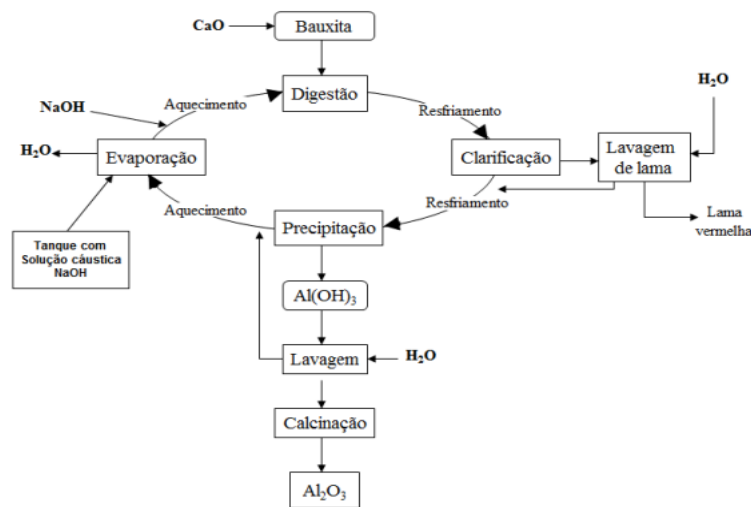 CaO
Bauxita
NaOH
Aquecimento
Digestão
Resfriamento
H₂O
H₂O
Evaporação
Clarificação
Lavagem
de lama
Aquecimento
Resfriamento
Precipitação
Lama
vermelha
Tanque com
Solução cáustica
NaOH
Al(OH)₃
Lavagem
H₂O
Calcinação
Al₂O₃